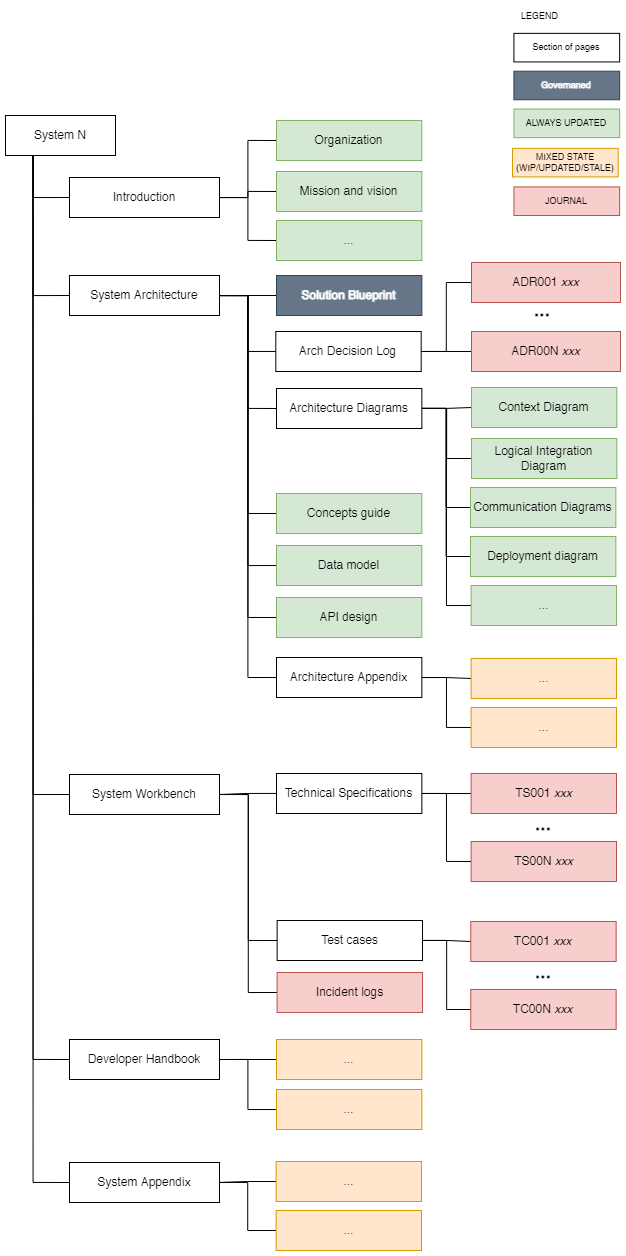 LEGEND
Section of pages
Governaned
ALWAYS UPDATED
MIXED STATE
(WIP/UPDATED/STALE)
JOURNAL
System N
Introduction
Organization
Mission and vision
...
System Architecture
Solution Blueprint
Arch Decision Log
ADR001 xxx
...
ADR00N xxx
Architecture Diagrams
Context Diagram
Logical Integration
Diagram
Communication Diagrams
Deployment diagram
...
Concepts guide
Data model
API design
Architecture Appendix
...
...
System Workbench
Technical Specifications
TS001 xxx
...
TS00N xxx
Test cases
TC001 xxx
...
TC00N xxx
Incident logs
Developer Handbook
...
...
System Appendix
...
...